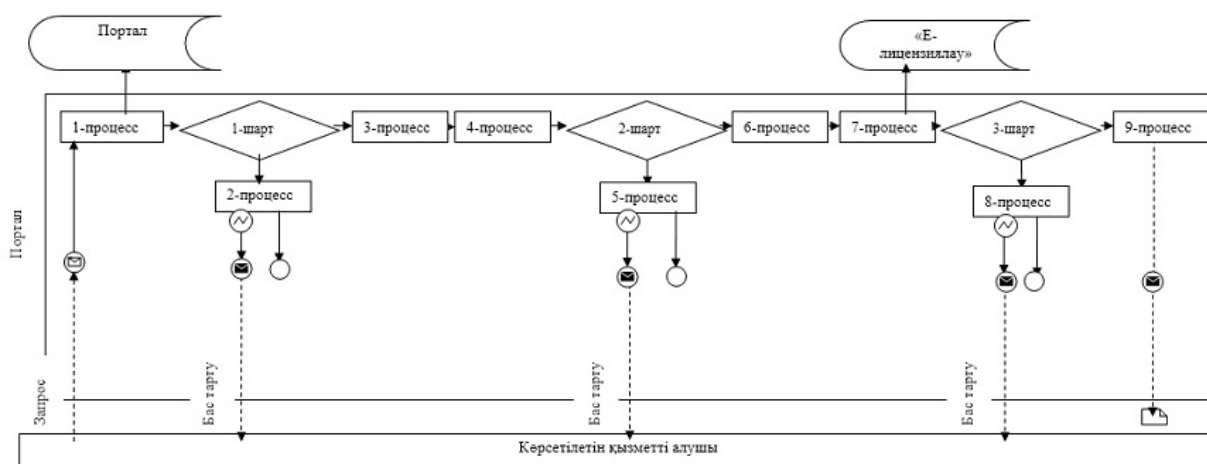 Портал
«Е-
лицензиялау»
1-процесс
1-шарт
3-процесс
4-процесс
2-шарт
6-процесс
7-процесс
3-шарт
9-процесс
2-процесс
5-процесс
8-процесс
Портал
Запрос
Бас тарту
Бас тарту
Бас тарту
Көрсетілетін қызметті алушы